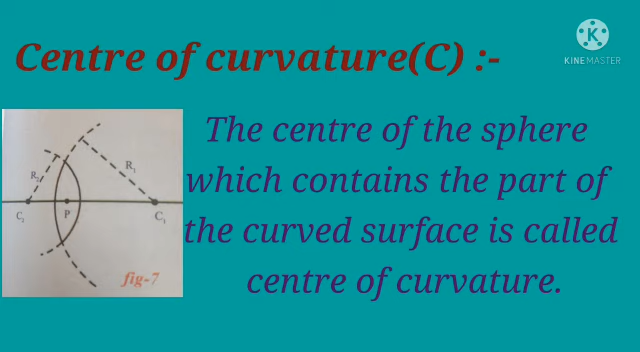 Centre of curvature(C) :-
K
KINEMASTER
The centre of the sphere
which contains the part of
the curved surface is called
centre of curvature.
R₂
R₁
C₂
P
C₁
fig-7